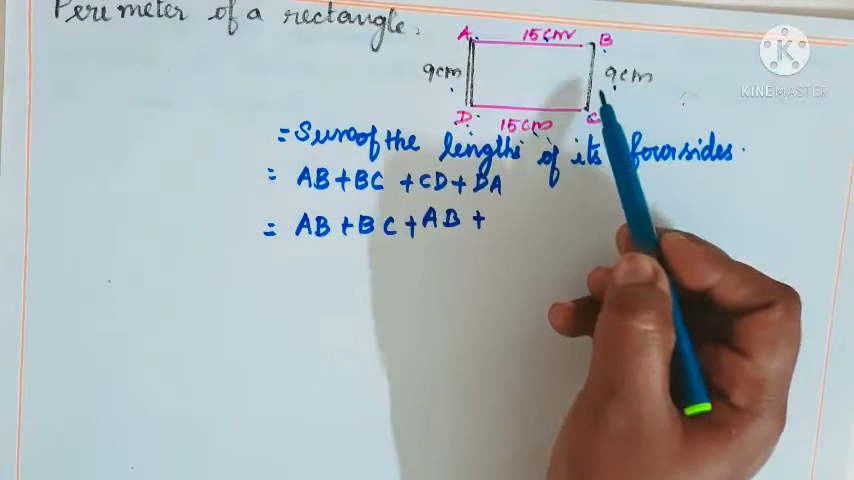 Perimeter of a rectangle.
A 15cm B
9cm 9cm
D 15cm C
= Sum of the lengths of its four sides.
= AB + BC + CD + DA
= AB + BC + AB +
K
KINEMASTER